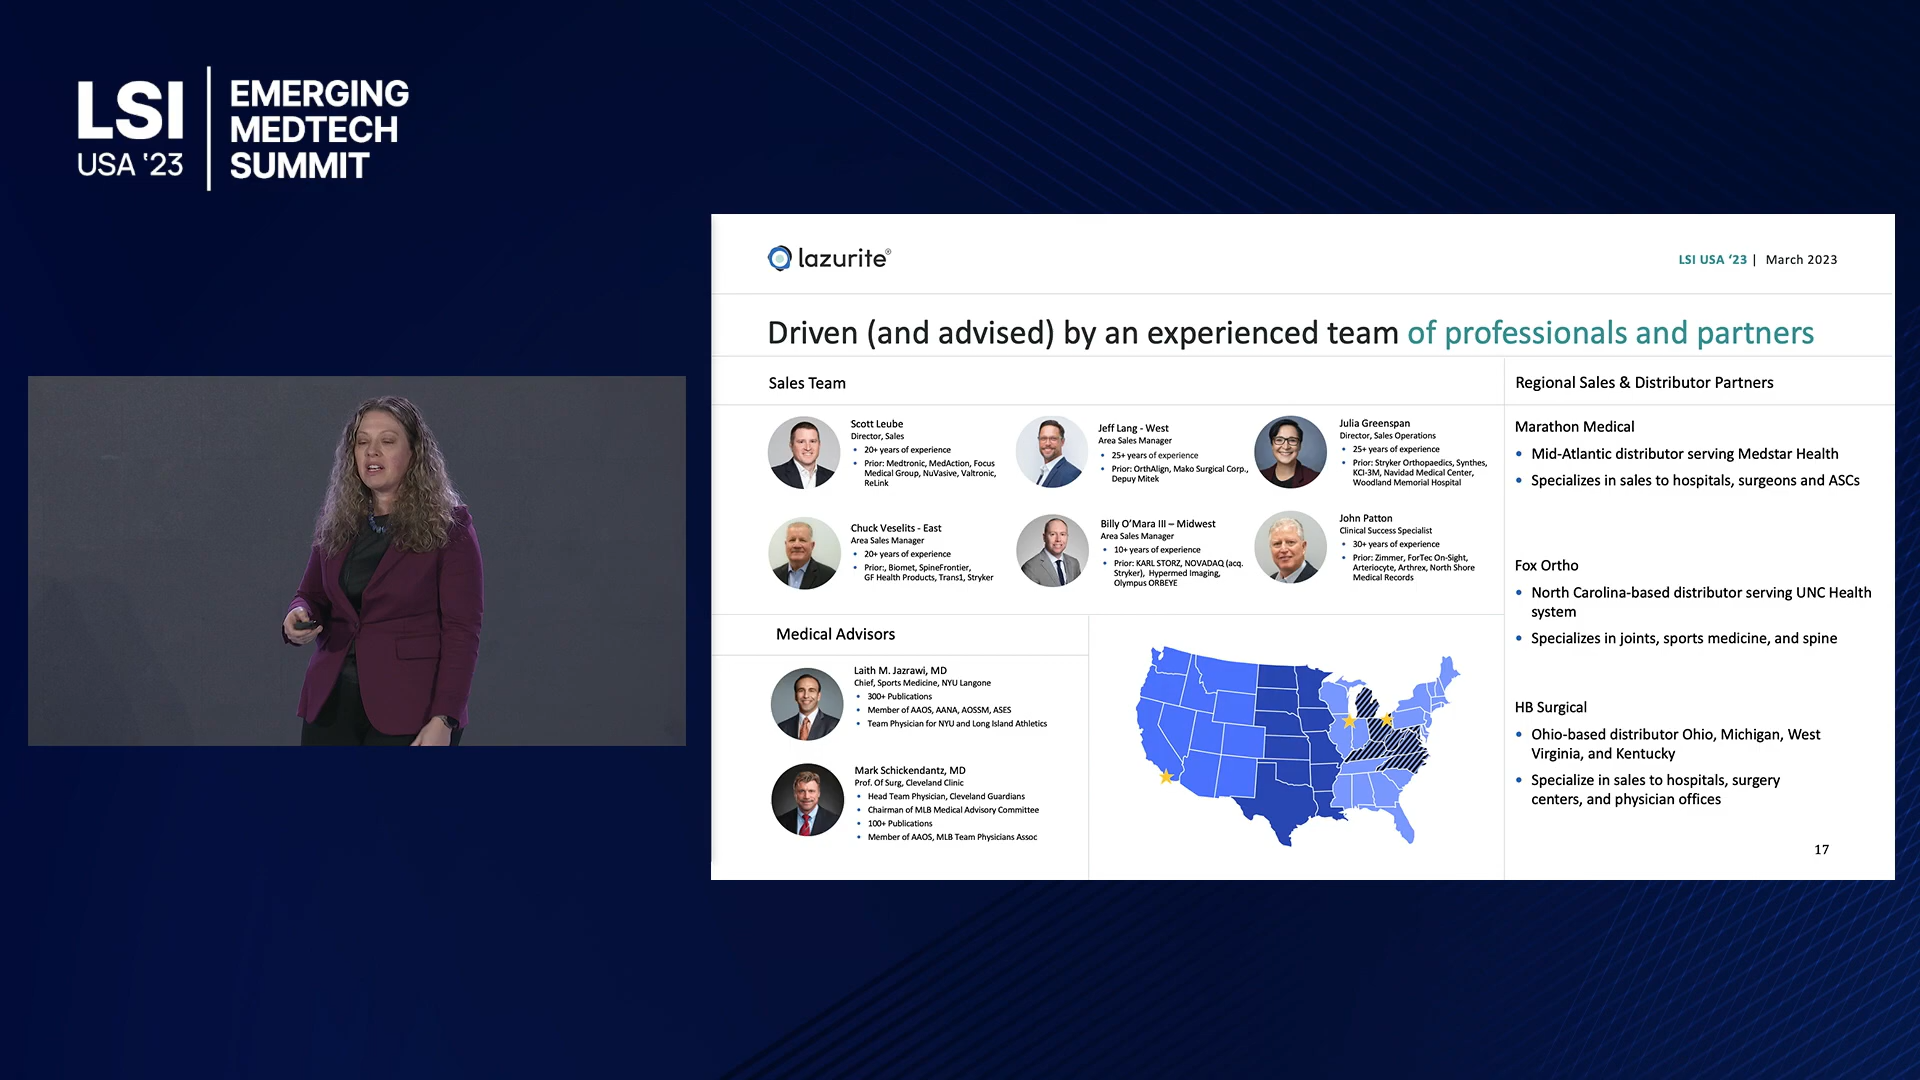 LSI
USA ‘23
EMERGING
MEDTECH
SUMMIT
lazurite®
LSI USA ‘23 | March 2023
Driven (and advised) by an experienced team of professionals and partners
Sales Team
Scott Leube
Director, Sales
• 20+ years of experience
• Prior: Medtronic, MedAction, Focus
Medical Group, NuVasive, Valtronic,
ReLink
Jeff Lang - West
Area Sales Manager
• 25+ years of experience
• Prior: OrthAlign, Mako Surgical Corp.,
Depuy Mitek
Julia Greenspan
Director, Sales Operations
• 25+ years of experience
• Prior: Stryker Orthopaedics, Synthes,
KCI-3M, Navidad Medical Center,
Woodland Memorial Hospital
Chuck Veselits - East
Area Sales Manager
• 20+ years of experience
• Prior:, Biomet, SpineFrontier,
GF Health Products, Trans1, Stryker
Billy O’Mara III – Midwest
Area Sales Manager
• 10+ years of experience
• Prior: KARL STORZ, NOVADAQ (acq.
Stryker), Hypermed Imaging,
Olympus ORBEYE
John Patton
Clinical Success Specialist
• 30+ years of experience
• Prior: Zimmer, ForTec On-Sight,
Arteriocyte, Arthrex, North Shore
Medical Records
Medical Advisors
Laith M. Jazrawi, MD
Chief, Sports Medicine, NYU Langone
• 300+ Publications
• Member of AAOS, AANA, AOSSM, ASES
• Team Physician for NYU and Long Island Athletics
Mark Schickendantz, MD
Prof. Of Surg, Cleveland Clinic
• Head Team Physician, Cleveland Guardians
• Chairman of MLB Medical Advisory Committee
• 100+ Publications
• Member of AAOS, MLB Team Physicians Assoc
Regional Sales & Distributor Partners
Marathon Medical
• Mid-Atlantic distributor serving Medstar Health
• Specializes in sales to hospitals, surgeons and ASCs
Fox Ortho
• North Carolina-based distributor serving UNC Health
system
• Specializes in joints, sports medicine, and spine
HB Surgical
• Ohio-based distributor Ohio, Michigan, West
Virginia, and Kentucky
• Specialize in sales to hospitals, surgery
centers, and physician offices
17